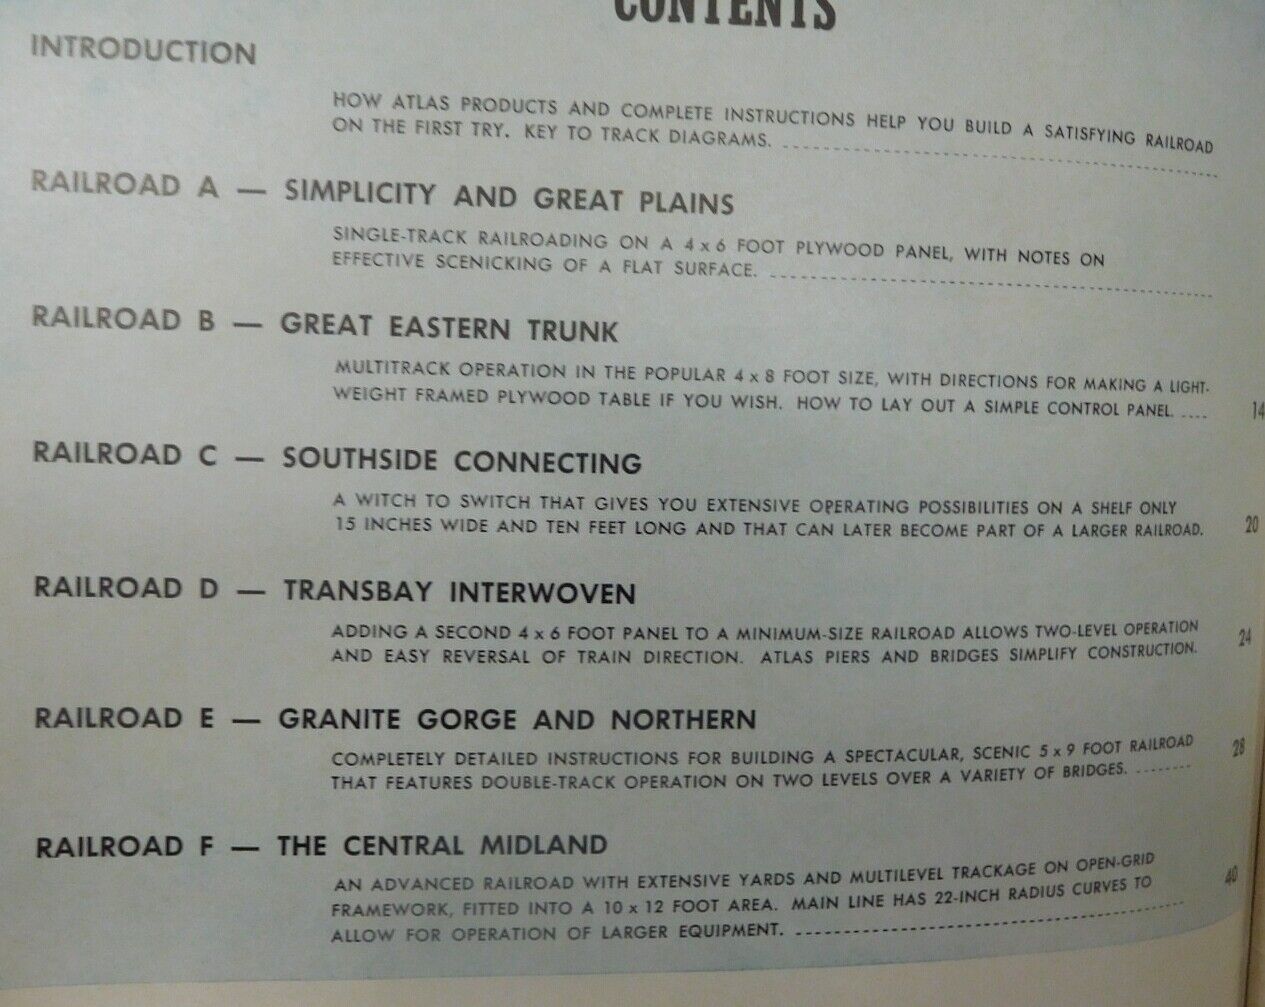 CONTENTS
INTRODUCTION
HOW ATLAS PRODUCTS AND COMPLETE INSTRUCTIONS HELP YOU BUILD A SATISFYING RAILROAD
ON THE FIRST TRY. KEY TO TRACK DIAGRAMS.
RAILROAD A — SIMPLICITY AND GREAT PLAINS
SINGLE-TRACK RAILROADING ON A 4 x 6 FOOT PLYWOOD PANEL, WITH NOTES ON
EFFECTIVE SCENICKING OF A FLAT SURFACE.
RAILROAD B — GREAT EASTERN TRUNK
MULTITRACK OPERATION IN THE POPULAR 4 x 8 FOOT SIZE, WITH DIRECTIONS FOR MAKING A LIGHT-
WEIGHT FRAMED PLYWOOD TABLE IF YOU WISH. HOW TO LAY OUT A SIMPLE CONTROL PANEL. 14
RAILROAD C — SOUTHSIDE CONNECTING
A WITCH TO SWITCH THAT GIVES YOU EXTENSIVE OPERATING POSSIBILITIES ON A SHELF ONLY
15 INCHES WIDE AND TEN FEET LONG AND THAT CAN LATER BECOME PART OF A LARGER RAILROAD. 20
RAILROAD D — TRANSBAY INTERWOVEN
ADDING A SECOND 4 x 6 FOOT PANEL TO A MINIMUM-SIZE RAILROAD ALLOWS TWO-LEVEL OPERATION
AND EASY REVERSAL OF TRAIN DIRECTION. ATLAS PIERS AND BRIDGES SIMPLIFY CONSTRUCTION. 24
RAILROAD E — GRANITE GORGE AND NORTHERN
COMPLETELY DETAILED INSTRUCTIONS FOR BUILDING A SPECTACULAR, SCENIC 5 x 9 FOOT RAILROAD
THAT FEATURES DOUBLE-TRACK OPERATION ON TWO LEVELS OVER A VARIETY OF BRIDGES. 28
RAILROAD F — THE CENTRAL MIDLAND
AN ADVANCED RAILROAD WITH EXTENSIVE YARDS AND MULTILEVEL TRACKAGE ON OPEN-GRID
FRAMEWORK, FITTED INTO A 10 x 12 FOOT AREA. MAIN LINE HAS 22-INCH RADIUS CURVES TO
ALLOW FOR OPERATION OF LARGER EQUIPMENT. 40